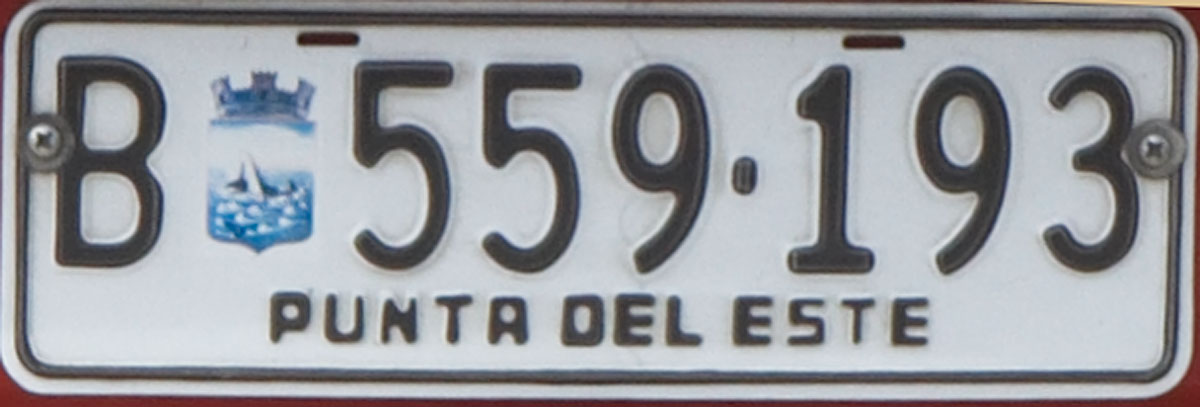 B 559·193
PUNTA DEL ESTE